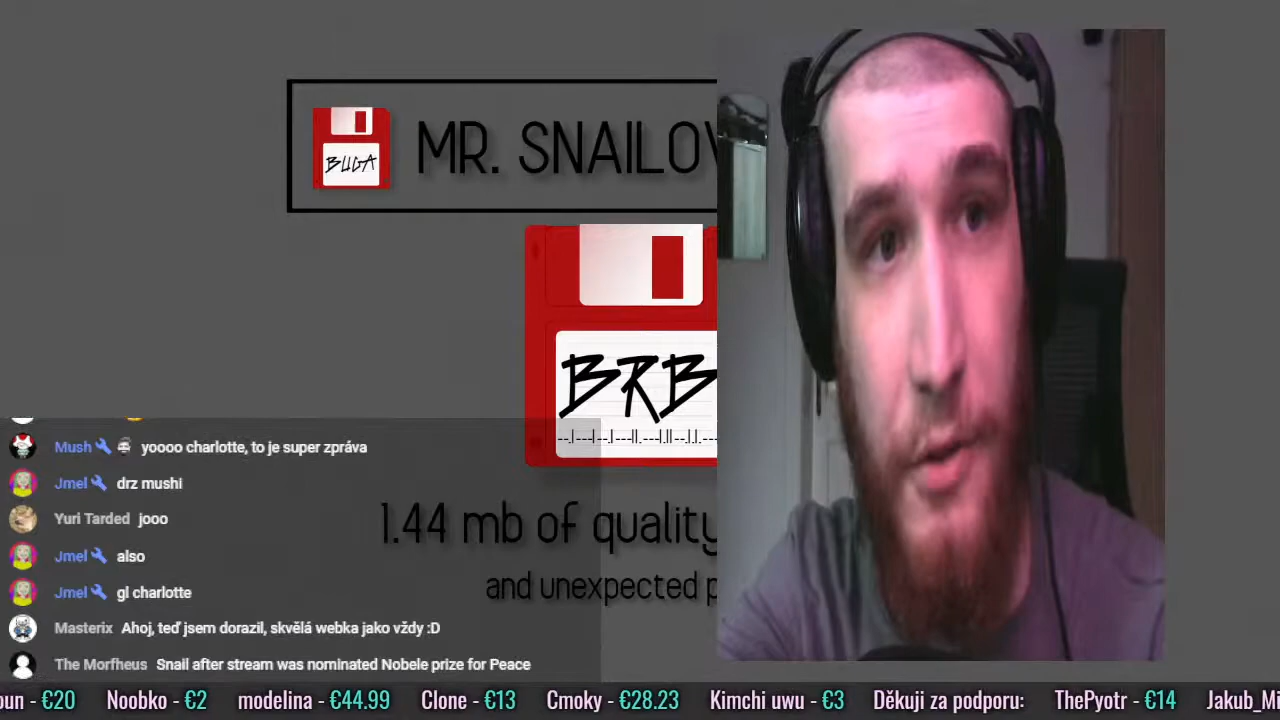 BUGA
MR. SNAILOV
BRB
1.44 mb of quality
and unexpected p
Mush yoooo charlotte, to je super zpráva
Jmel drz mushi
Yuri Tarded jooo
Jmel also
Jmel gl charlotte
Masterix Ahoj, teď jsem dorazil, skvělá webka jako vždy :D
The Morfheus Snail after stream was nominated Nobele prize for Peace
oun - €20 Noobko - €2 modelina - €44.99 Clone - €13 Cmoky - €28.23 Kimchi uwu - €3 Děkuji za podporu: ThePyotr - €14 Jakub_Mi